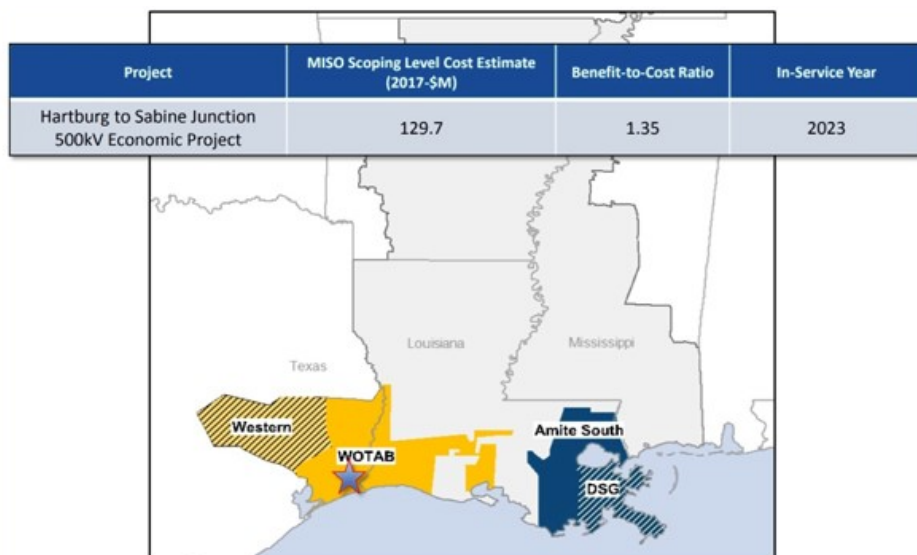 Project
MISO Scoping Level Cost Estimate
(2017-$M)
Benefit-to-Cost Ratio
In-Service Year
Hartburg to Sabine Junction
500kV Economic Project
129.7
1.35
2023
Louisiana
Mississippi
Texas
Western
Amite South
WOTAB
DSG